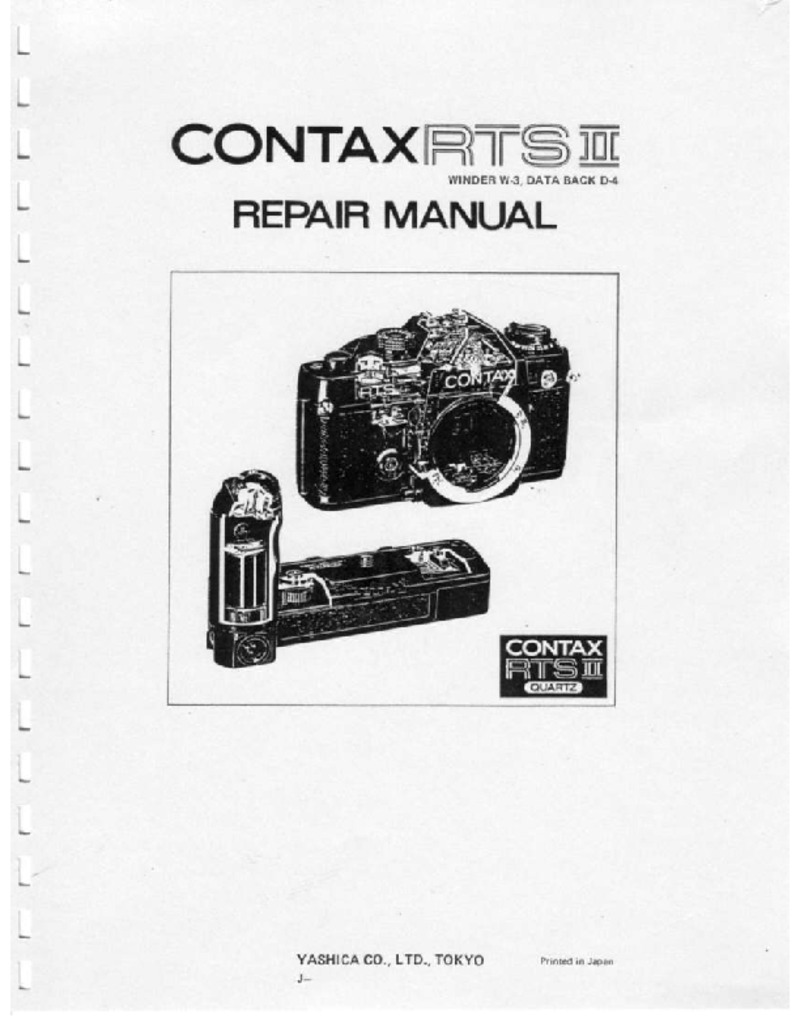 CONTAX RTS II
WINDER W-3, DATA BACK D-4
REPAIR MANUAL
CONTAX
RTS
CONTAX
RTS II
QUARTZ
YASHICA CO., LTD., TOKYO
Printed in Japan
J–